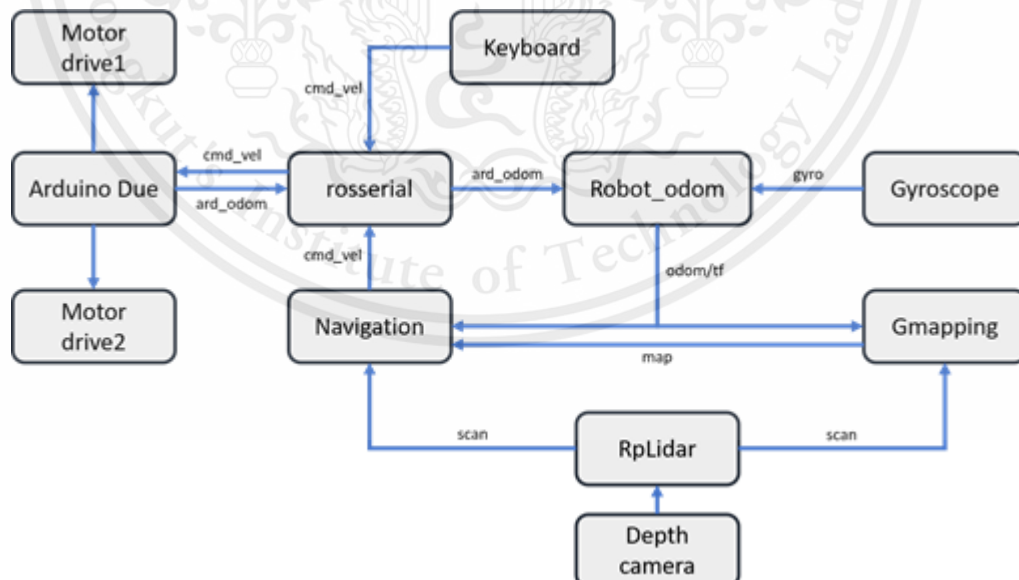 Motor
drive1
Keyboard
cmd_vel
Arduino Due
cmd_vel
ard_odom
rosserial
ard_odom
Robot_odom
gyro
Gyroscope
cmd_vel
odom/tf
Motor
drive2
Navigation
map
Gmapping
scan
RpLidar
scan
Depth
camera
Institute of Technology Lad